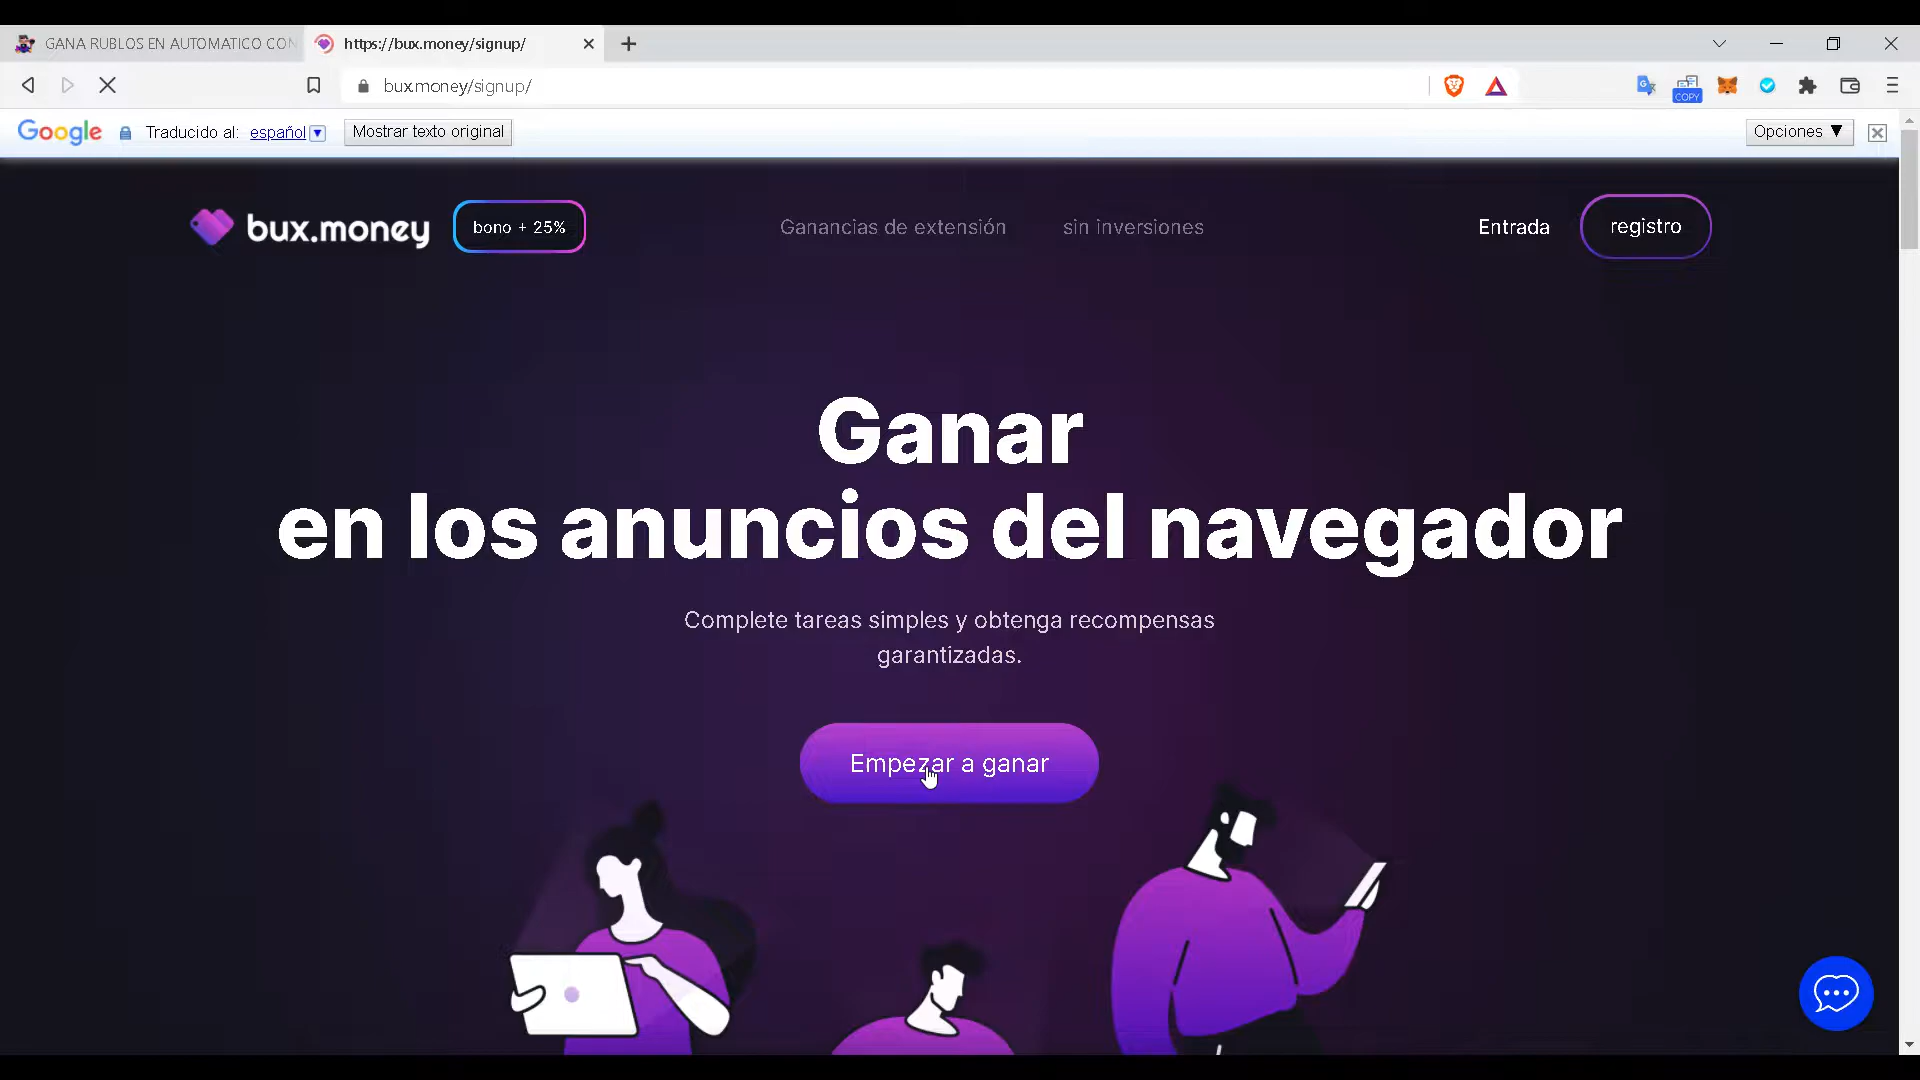 GANA RUBLOS EN AUTOMATICO CON
https://bux.money/signup/
bux.money/signup/
COPY
Google
Traducido al: español
Mostrar texto original
Opciones
bux.money
bono + 25%
Ganancias de extensión
sin inversiones
Entrada
registro
Ganar
en los anuncios del navegador
Complete tareas simples y obtenga recompensas
garantizadas.
Empezar a ganar